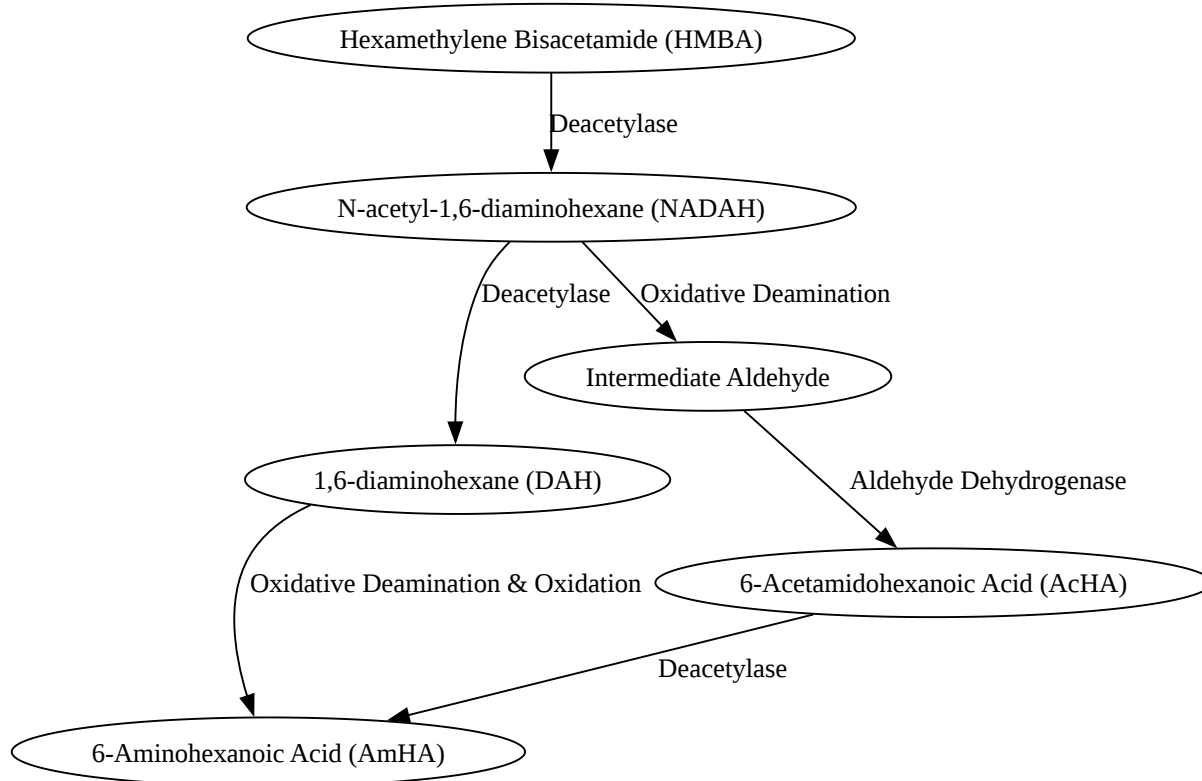 Hexamethylene Bisacetamide (HMBA)
Deacetylase
N-acetyl-1,6-diaminohexane (NADAH)
Deacetylase
Oxidative Deamination
Intermediate Aldehyde
1,6-diaminohexane (DAH)
Aldehyde Dehydrogenase
Oxidative Deamination & Oxidation
6-Acetamidohexanoic Acid (AcHA)
Deacetylase
6-Aminohexanoic Acid (AmHA)